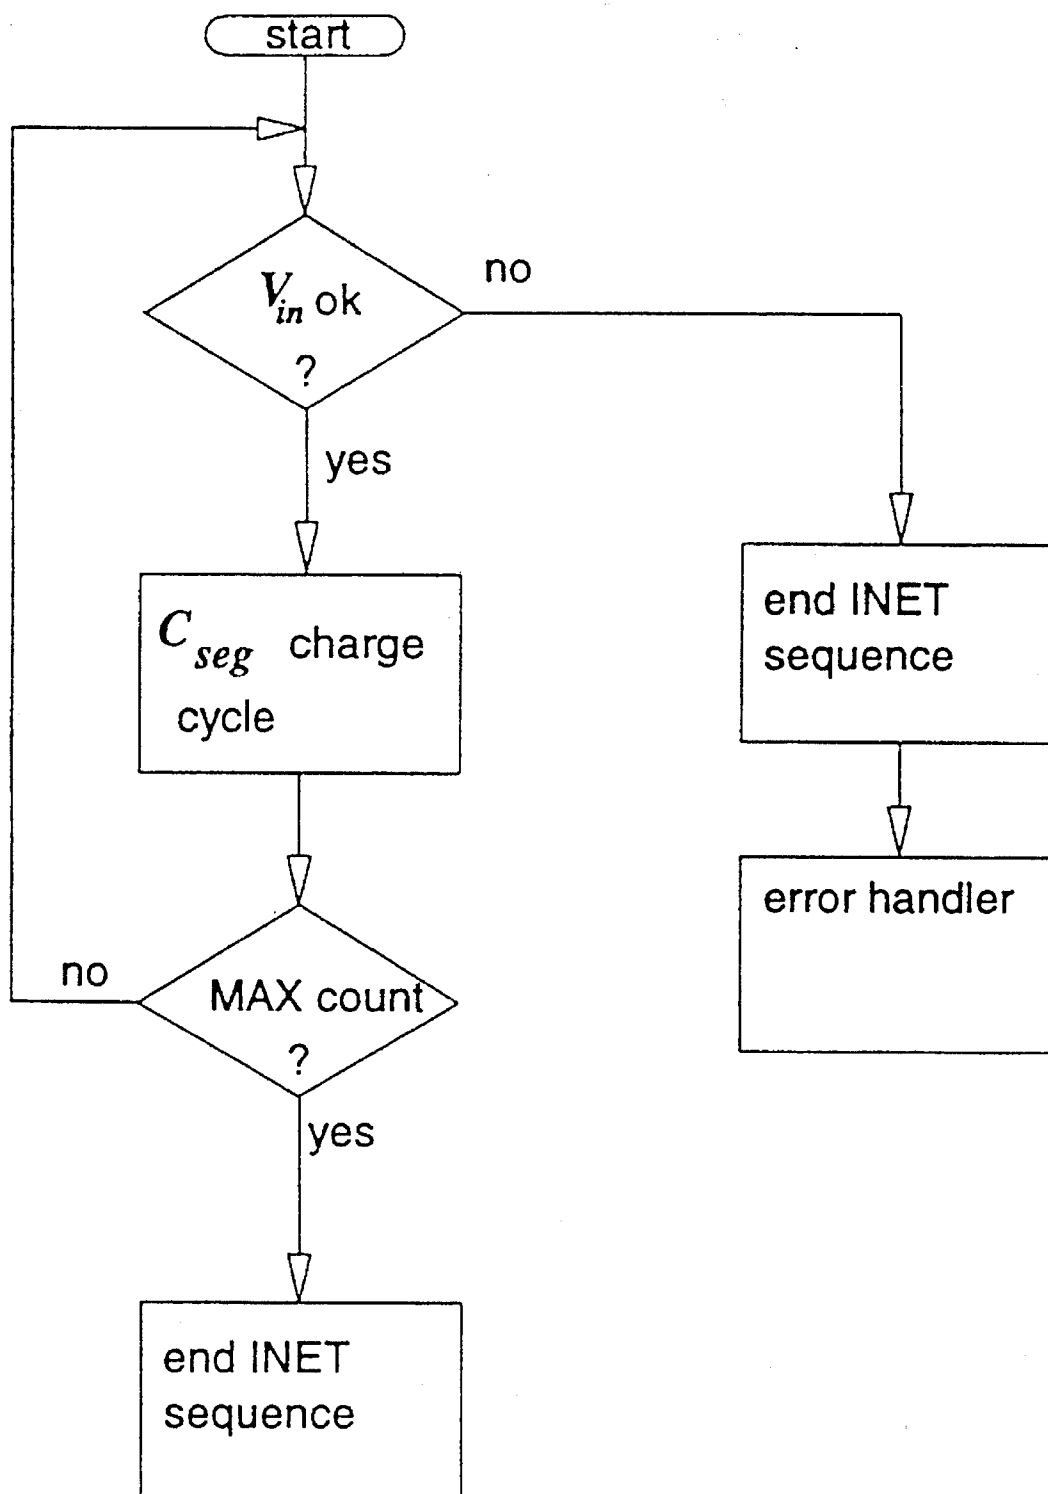 start
V_in ok
?
no
yes
C_seg charge
cycle
end INET
sequence
error handler
no
MAX count
?
yes
end INET
sequence